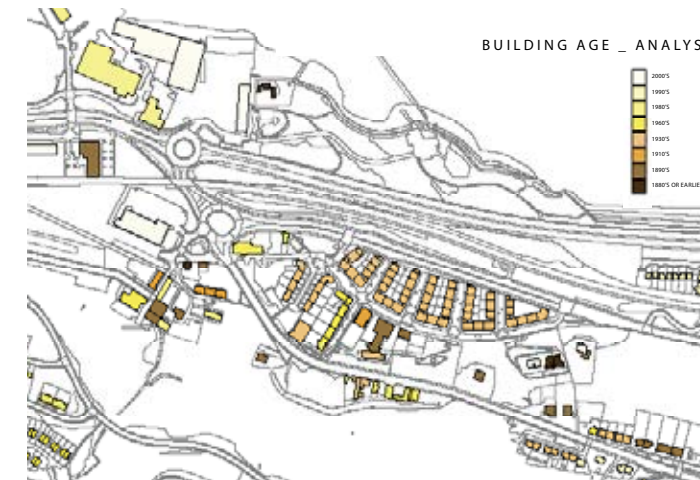 BUILDING AGE _ ANALYS
2000'S
1990'S
1980'S
1960'S
1930'S
1910'S
1890'S
1880'S OR EARLIE